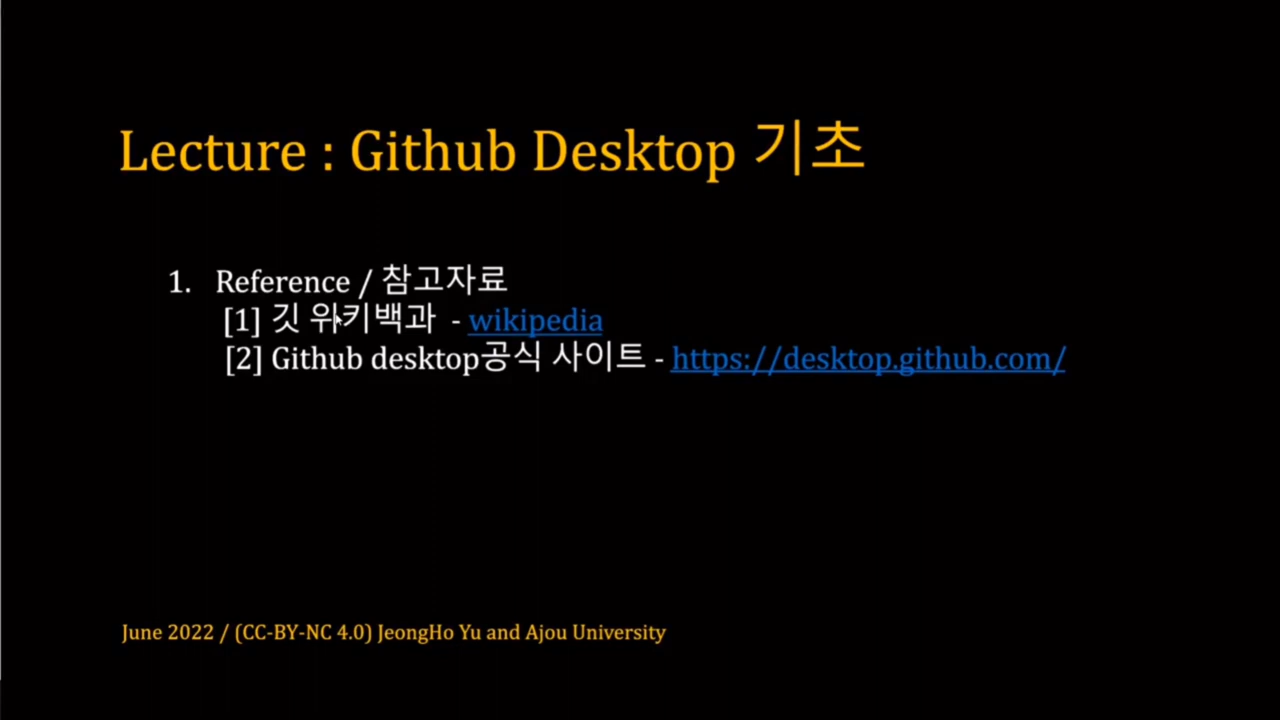 Lecture : Github Desktop 기초
1. Reference / 참고자료
[1] 깃 위키백과 - wikipedia
[2] Github desktop공식 사이트 - https://desktop.github.com/
June 2022 / (CC-BY-NC 4.0) JeongHo Yu and Ajou University